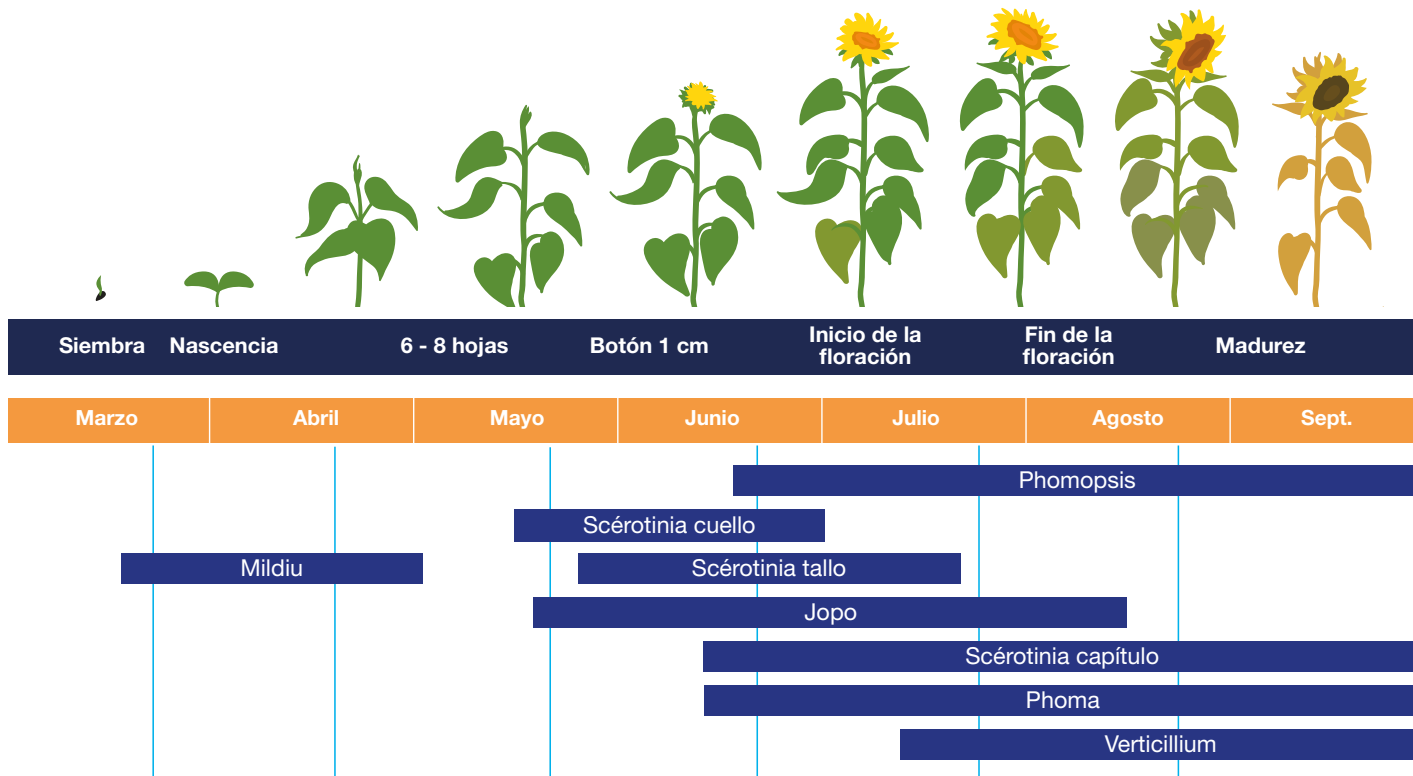 Siembra
Nascencia
6 - 8 hojas
Botón 1 cm
Inicio de la
floración
Fin de la
floración
Madurez
Marzo
Abril
Mayo
Junio
Julio
Agosto
Sept.
Phomopsis
Scérotinia cuello
Mildiu
Scérotinia tallo
Jopo
Scérotinia capítulo
Phoma
Verticillium